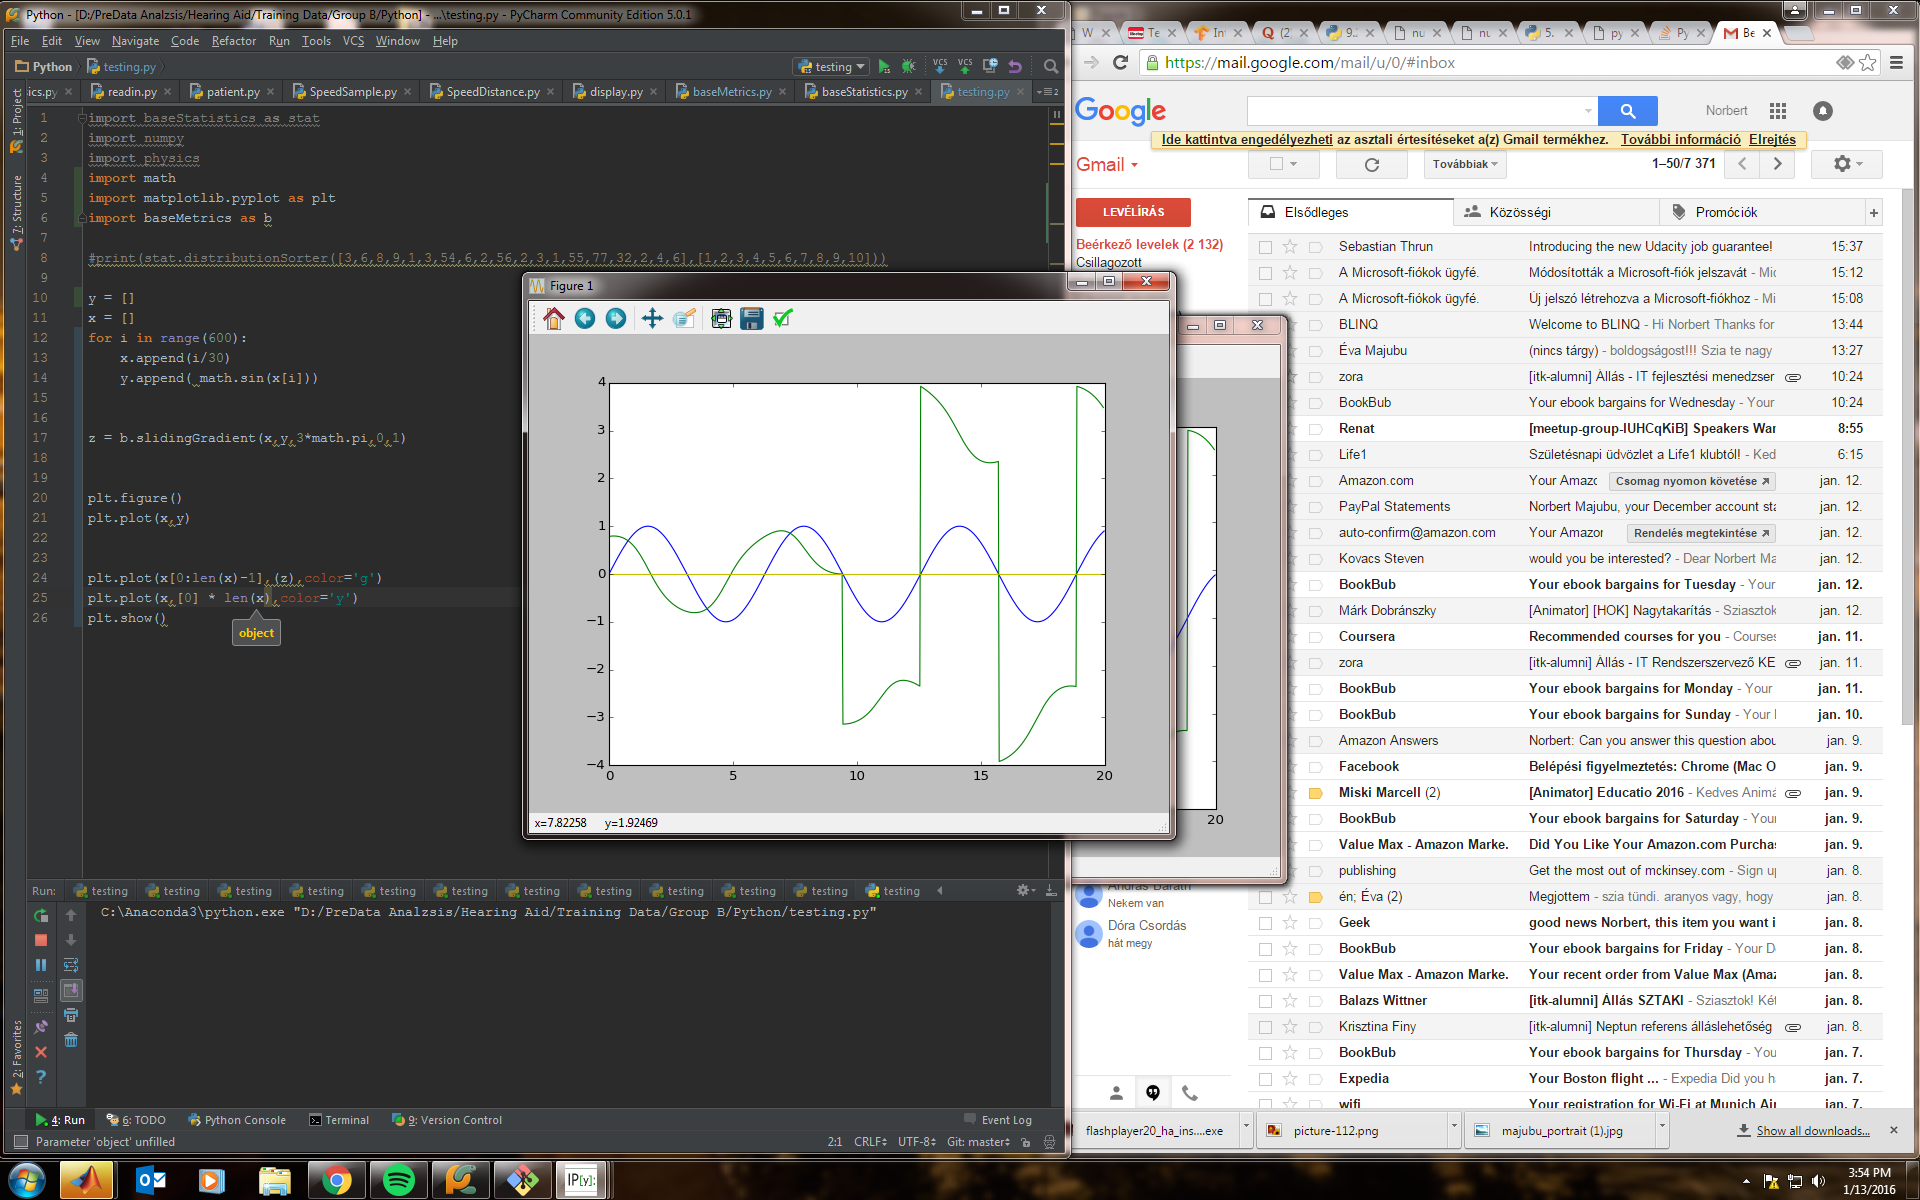 Python - [D:/PreData Analzsis/Hearing Aid/Training Data/Group B/Python] - ...\testing.py - PyCharm Community Edition 5.0.1
File Edit View Navigate Code Refactor Run Tools VCS Window Help
Python testing.py testing VCS VCS
ics.py readin.py patient.py SpeedSample.py SpeedDistance.py display.py baseMetrics.py baseStatistics.py testing.py
1: Project
7: Structure
2: Favorites
1 import baseStatistics as stat
2 import numpy
3 import physics
4 import math
5 import matplotlib.pyplot as plt
6 import baseMetrics as b
7
8 #print(stat.distributionSorter([3,6,8,9,1,3,54,6,2,56,2,3,1,55,77,32,2,4,6],[1,2,3,4,5,6,7,8,9,10]))
9
10 y = []
11 x = []
12 for i in range(600):
13 x.append(i/30)
14 y.append( math.sin(x[i]))
15
16
17 z = b.slidingGradient(x,y,3*math.pi,0,1)
18
19
20 plt.figure()
21 plt.plot(x,y)
22
23
24 plt.plot(x[0:len(x)-1],(z),color='g')
25 plt.plot(x,[0] * len(x),color='y')
26 plt.show()
object
Figure 1
4
3
2
1
0
−1
−2
−3
−4
0 5 10 15 20
x=7.82258 y=1.92469
20
Run: testing testing testing testing testing testing testing testing testing testing testing testing
C:\Anaconda3\python.exe "D:/PreData Analzsis/Hearing Aid/Training Data/Group B/Python/testing.py"
4: Run 6: TODO Python Console Terminal 9: Version Control Event Log
Parameter 'object' unfilled 2:1 CRLF UTF-8 Git: master
W Te Int Q (2) 9. nu nu 5. py Py Be
https://mail.google.com/mail/u/0/#inbox
Google Norbert
Ide kattintva engedélyezheti az asztali értesítéseket a(z) Gmail termékhez. További információ Elrejtés
Gmail Továbbiak 1–50/7 371
LEVÉLÍRÁS
Beérkező levelek (2 132)
Csillagozott
Elsődleges Közösségi Promóciók +
Sebastian Thrun Introducing the new Udacity job guarantee! 15:37
A Microsoft-fiókok ügyfé. Módosították a Microsoft-fiók jelszavát - Mic 15:12
A Microsoft-fiókok ügyfé. Új jelszó létrehozva a Microsoft-fiókhoz - Mi 15:08
BLINQ Welcome to BLINQ - Hi Norbert Thanks for 13:44
Éva Majubu (nincs tárgy) - boldogságost!!! Szia te nagy 13:27
zora [itk-alumni] Állás - IT fejlesztési menedzser 10:24
BookBub Your ebook bargains for Wednesday - Your 10:24
Renat [meetup-group-IUHCqKiB] Speakers War 8:55
Life1 Születésnapi üdvözlet a Life1 klubtól! - Ked 6:15
Amazon.com Your Amazc Csomag nyomon követése jan. 12.
PayPal Statements Norbert Majubu, your December account sta jan. 12.
auto-confirm@amazon.com Your Amazor Rendelés megtekintése jan. 12.
Kovacs Steven would you be interested? - Dear Norbert Ma jan. 12.
BookBub Your ebook bargains for Tuesday - Your jan. 12.
Márk Dobránszky [Animator] [HOK] Nagytakarítás - Sziasztok jan. 12.
Coursera Recommended courses for you - Courses jan. 11.
zora [itk-alumni] Állás - IT Rendszerszervező KE jan. 11.
BookBub Your ebook bargains for Monday - Your jan. 11.
BookBub Your ebook bargains for Sunday - Your jan. 10.
Amazon Answers Norbert: Can you answer this question abou jan. 9.
Facebook Belépési figyelmeztetés: Chrome (Mac O jan. 9.
Miski Marcell (2) [Animator] Educatio 2016 - Kedves Animá jan. 9.
BookBub Your ebook bargains for Saturday - Your jan. 9.
Value Max - Amazon Marke. Did You Like Your Amazon.com Purchas jan. 9.
publishing Get the most out of mckinsey.com - Sign up jan. 8.
én; Éva (2) Megjottem - szia tündi. aranyos vagy, hogy jan. 8.
Geek good news Norbert, this item you want i jan. 8.
BookBub Your ebook bargains for Friday - Your D jan. 8.
Value Max - Amazon Marke. Your recent order from Value Max (Amaz jan. 8.
Balazs Wittner [itk-alumni] Állás SZTAKI - Sziasztok! Két jan. 8.
Krisztina Finy [itk-alumni] Neptun referens álláslehetőség jan. 8.
BookBub Your ebook bargains for Thursday - You jan. 7.
Expedia Your Boston flight ... - Expedia Did you h jan. 7.
wifi Your registration for Wi-Fi at Munich Air jan. 7.
András Baráth
Nekem van
Dóra Csordás
hát megy
flashplayer20_ha_ins....exe picture-112.png majubu_portrait (1).jpg Show all downloads...
IP[y]:
3:54 PM
1/13/2016